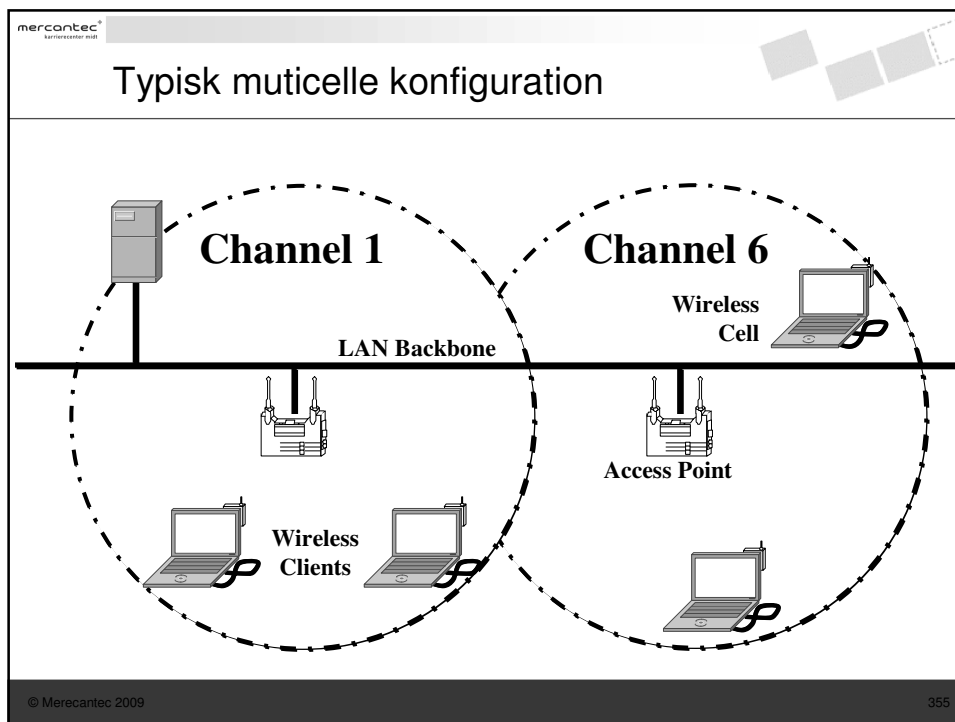 mercantec+
karrierecenter midt
Typisk muticelle konfiguration
Channel 1
Channel 6
Wireless
Cell
LAN Backbone
Access Point
Wireless
Clients
© Merecantec 2009
355